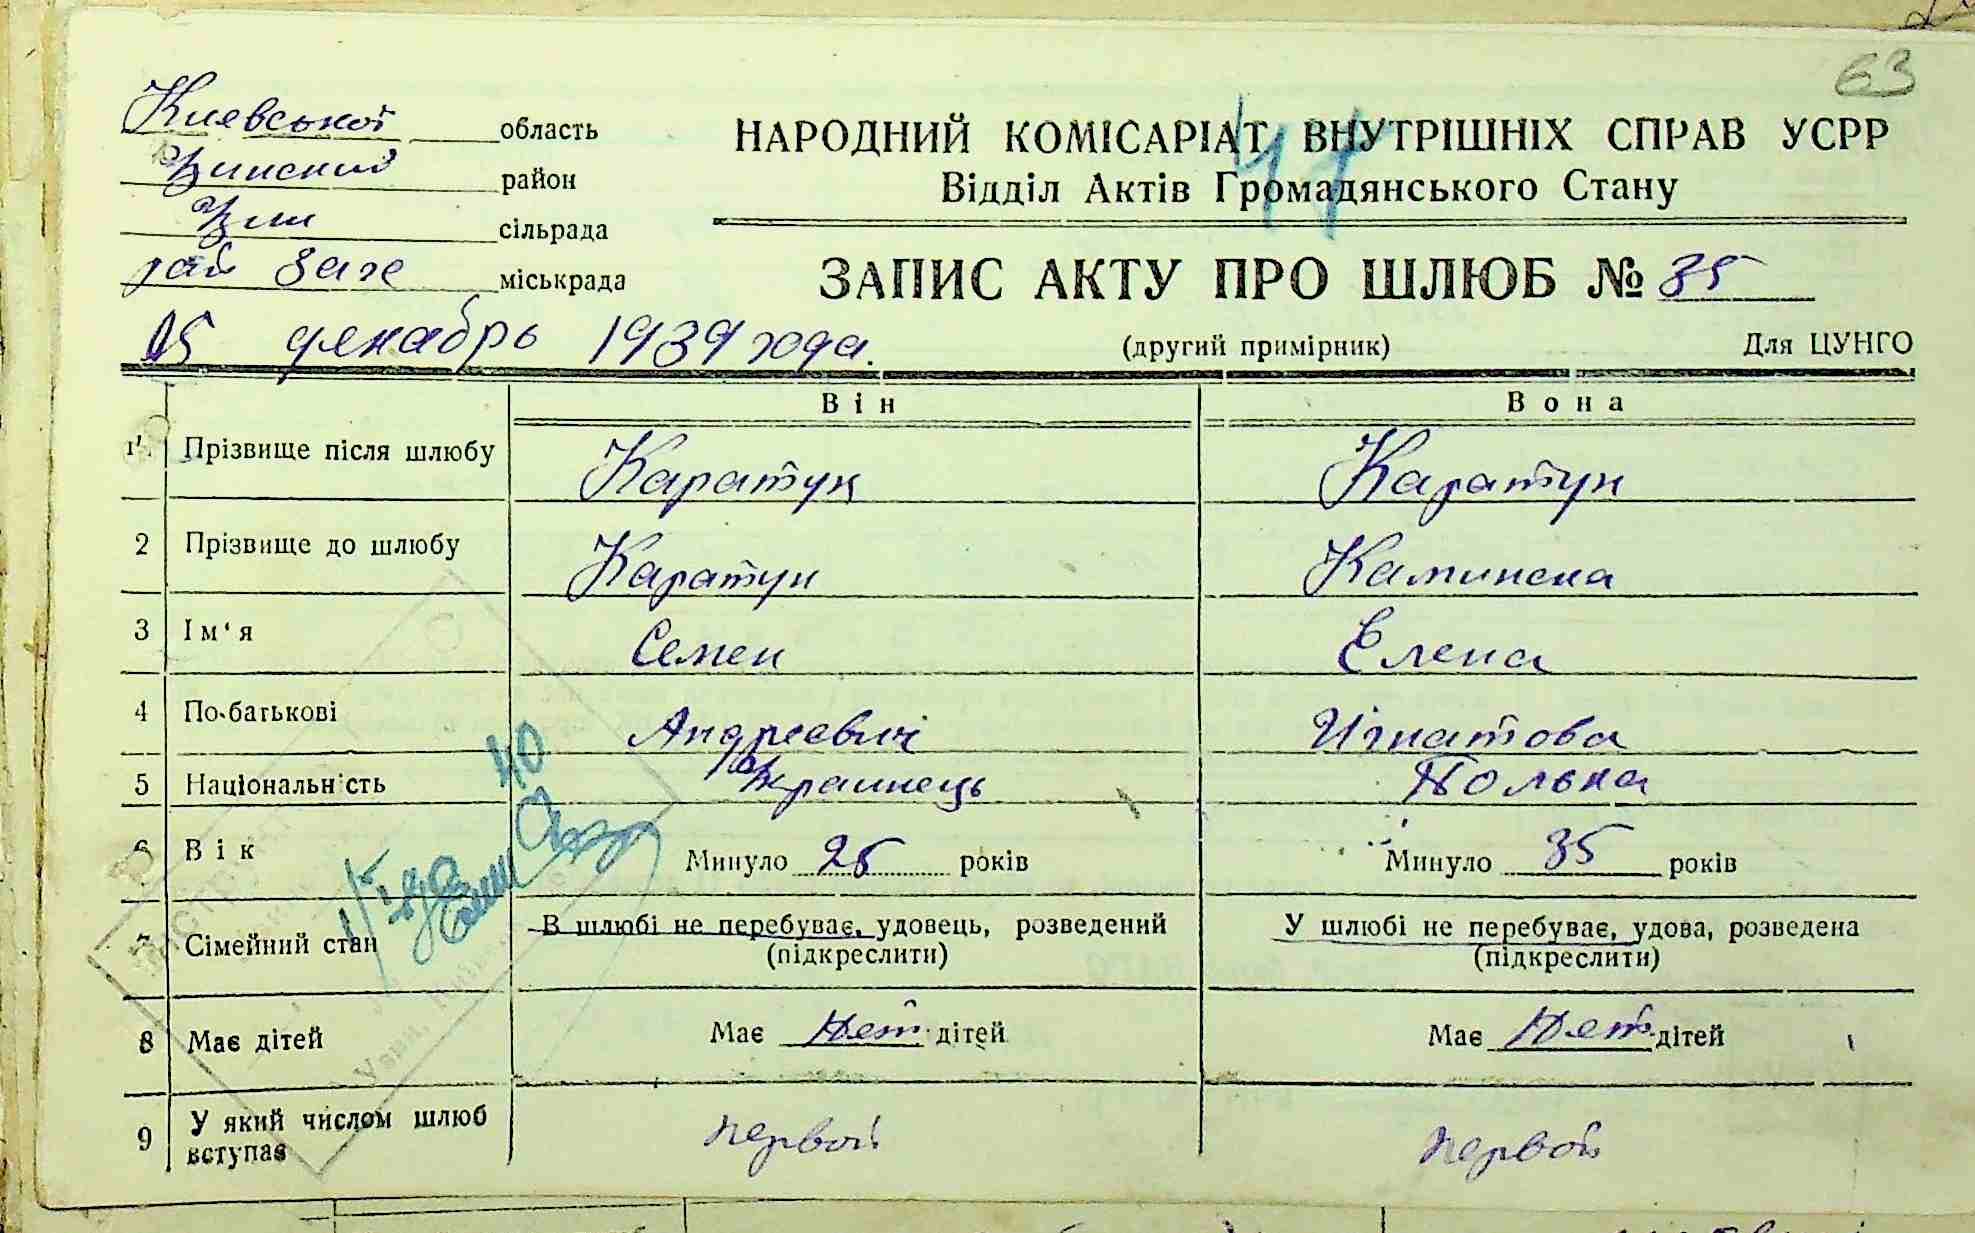 63
Киевської область
район
сільрада
міськрада
НАРОДНИЙ КОМІСАРІАТ ВНУТРІШНІХ СПРАВ УСРР
Відділ Актів Громадянського Стану
ЗАПИС АКТУ ПРО ШЛЮБ № 35
декабрь 1939 года.
(другий примірник)
Для ЦУНГО
Він Вона
1 Прізвище після шлюбу Каратун Каратун
2 Прізвище до шлюбу Каратун Каминска
3 Ім'я Семен Елена
4 По-батькові Андреевич Игнатова
40
5 Національність Украинець Полька
6 Вік Минуло 25 років Минуло 35 років
7 Сімейний стан В шлюбі не перебуває, удовець, розведений (підкреслити) У шлюбі не перебуває, удова, розведена (підкреслити)
8 Має дітей Має Нет дітей Має Нет дітей
9 У який числом шлюб вступає первой первой